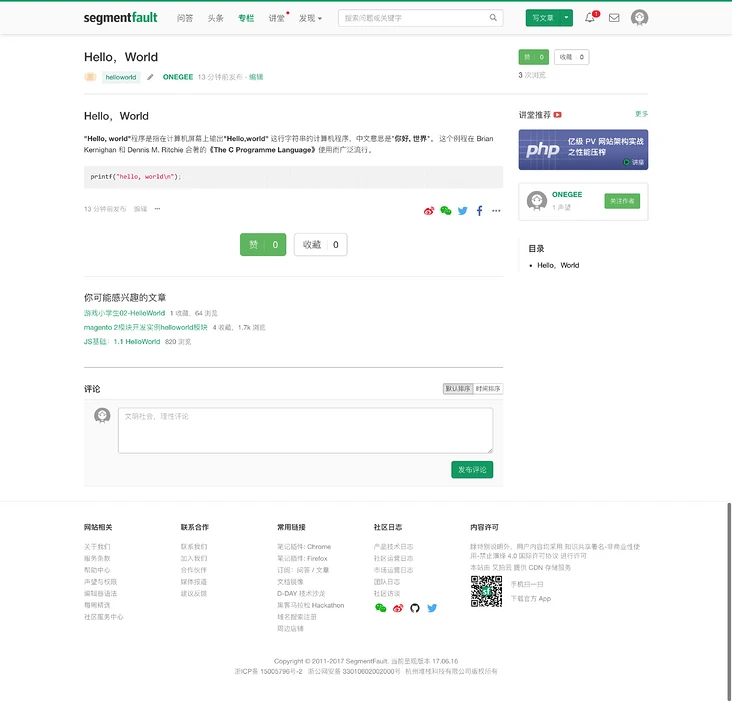 segmentfault 问答 头条 专栏 讲堂 发现 搜索问题或关键字 写文章 1
Hello，World
原 helloworld ONEGEE 13 分钟前发布 · 编辑
赞 0 收藏 0
3 次浏览
Hello，World
"Hello, world"程序是指在计算机屏幕上输出"Hello,world" 这行字符串的计算机程序，中文意思是"你好, 世界"。这个例程在 Brian
Kernighan 和 Dennis M. Ritchie 合著的《The C Programme Language》使用而广泛流行。
printf("hello, world\n");
13 分钟前发布 编辑 •••
赞 0 收藏 0
讲堂推荐 更多
php 亿级 PV 网站架构实战
之性能压榨
讲座
ONEGEE
1 声望
关注作者
目录
Hello，World
你可能感兴趣的文章
游戏小学生02-HelleWorld 1 收藏，64 浏览
magento 2模块开发实例helloworld模块 4 收藏，1.7k 浏览
JS基础：1.1 HelloWorld 820 浏览
评论 默认排序 时间排序
文明社会，理性评论
发布评论
网站相关
关于我们
服务条款
帮助中心
声望与权限
编辑器语法
每周精选
社区服务中心
联系合作
联系我们
加入我们
合作伙伴
媒体报道
建议反馈
常用链接
笔记插件: Chrome
笔记插件: Firefox
订阅：问答 / 文章
文档镜像
D-DAY 技术沙龙
黑客马拉松 Hackathon
域名搜索注册
周边店铺
社区日志
产品技术日志
社区运营日志
市场运营日志
团队日志
社区访谈
内容许可
除特别说明外，用户内容均采用 知识共享署名-非商业性使
用-禁止演绎 4.0 国际许可协议 进行许可
本站由 又拍云 提供 CDN 存储服务
sf
手机扫一扫
下载官方 App
Copyright © 2011-2017 SegmentFault. 当前呈现版本 17.06.16
浙ICP备 15005796号-2 浙公网安备 33010602002000号 杭州堆栈科技有限公司版权所有